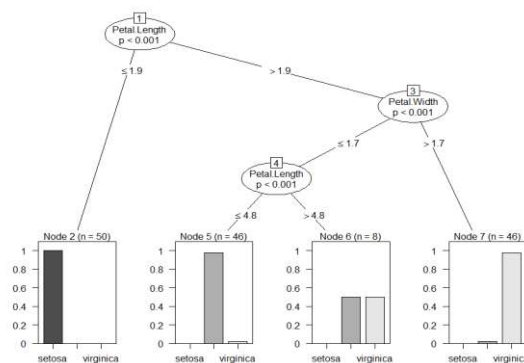 1
Petal.Length
p < 0.001
≤ 1.9
> 1.9
3
Petal.Width
p < 0.001
≤ 1.7
> 1.7
4
Petal.Length
p < 0.001
≤ 4.8
> 4.8
Node 2 (n = 50)
1
0.8
0.6
0.4
0.2
0
setosa virginica
Node 5 (n = 46)
1
0.8
0.6
0.4
0.2
0
setosa virginica
Node 6 (n = 8)
1
0.8
0.6
0.4
0.2
0
setosa virginica
Node 7 (n = 46)
1
0.8
0.6
0.4
0.2
0
setosa virginic